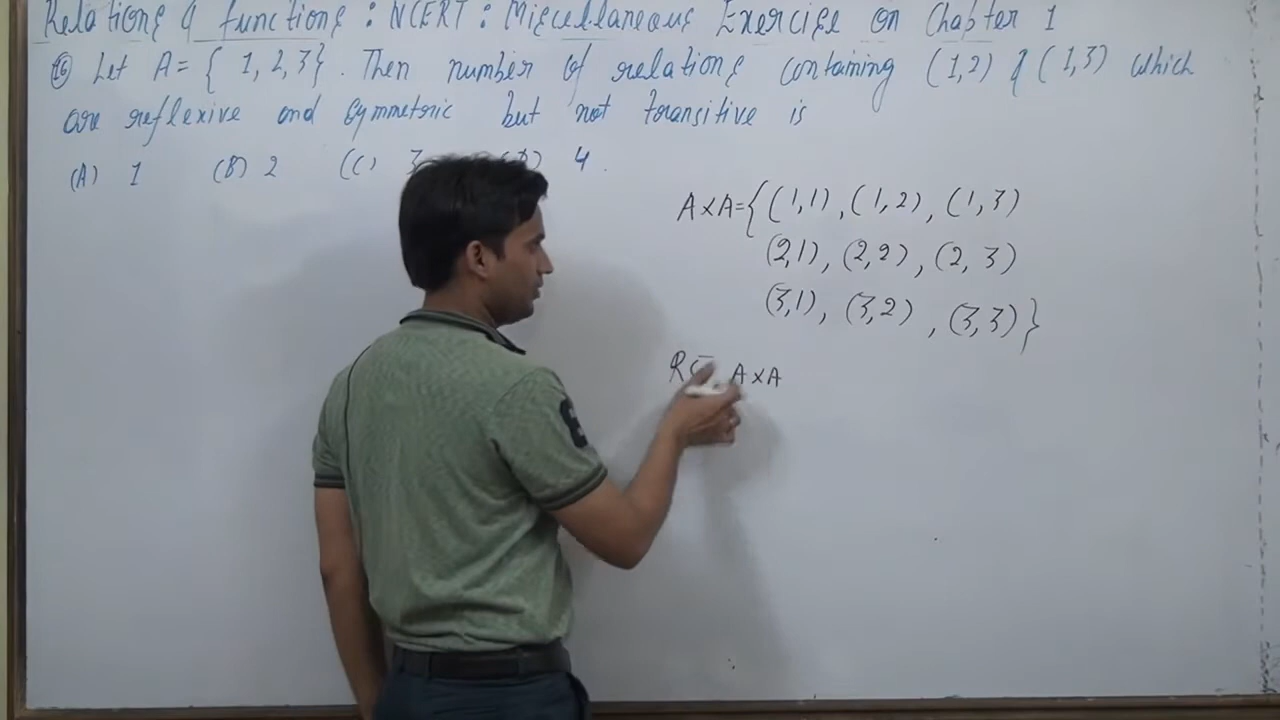 Relations & functions : NCERT : Miscellaneous Exercise on Chapter 1
16 Let A = { 1, 2, 3} . Then number of relations containing (1,2) & (1,3) which
are reflexive and symmetric but not transitive is
(A) 1 (B) 2 (C) 3 4 .
A×A={(1,1), (1,2), (1,3)
(2,1), (2,2), (2,3)
(3,1), (3,2), (3,3)}
R⊆ A×A